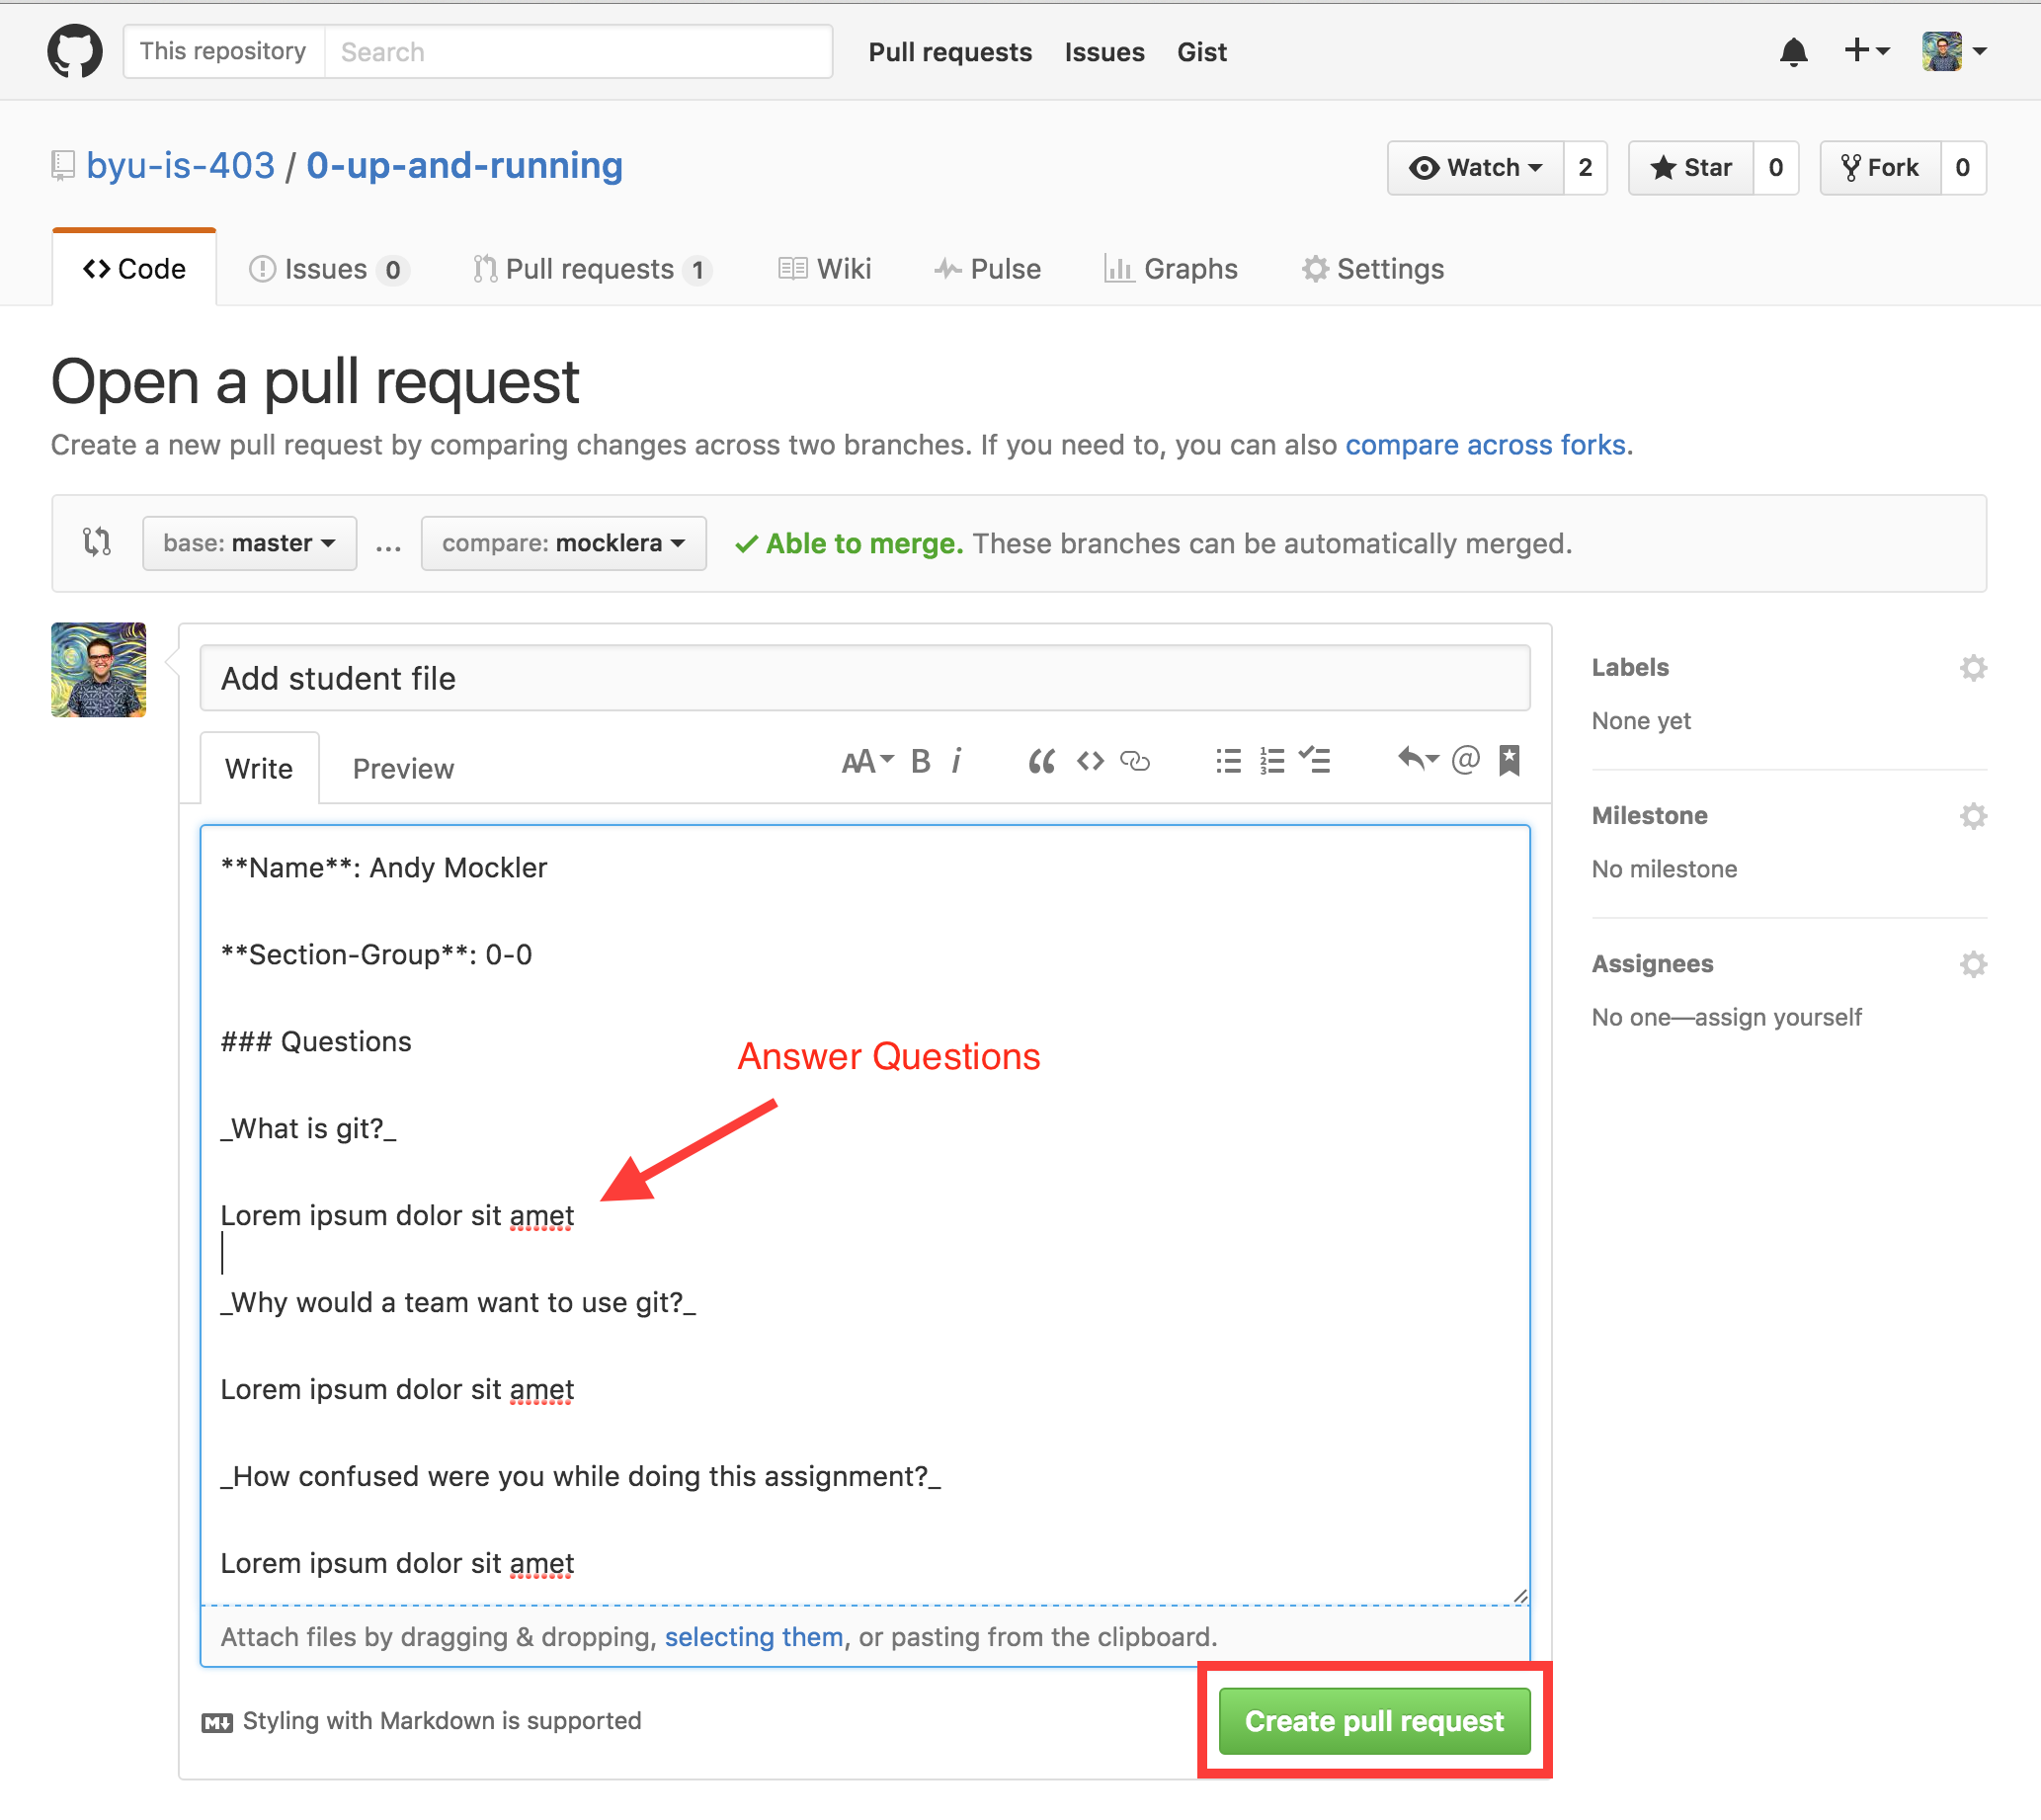 This repository Search Pull requests Issues Gist
byu-is-403 / 0-up-and-running Watch 2 Star 0 Fork 0
Code Issues 0 Pull requests 1 Wiki Pulse Graphs Settings
Open a pull request
Create a new pull request by comparing changes across two branches. If you need to, you can also compare across forks.
base: master ... compare: mocklera Able to merge. These branches can be automatically merged.
Add student file
Write Preview AA B i
**Name**: Andy Mockler
**Section-Group**: 0-0
### Questions
Answer Questions
_What is git?_
Lorem ipsum dolor sit amet
_Why would a team want to use git?_
Lorem ipsum dolor sit amet
_How confused were you while doing this assignment?_
Lorem ipsum dolor sit amet
Attach files by dragging & dropping, selecting them, or pasting from the clipboard.
Styling with Markdown is supported
Create pull request
Labels
None yet
Milestone
No milestone
Assignees
No one—assign yourself